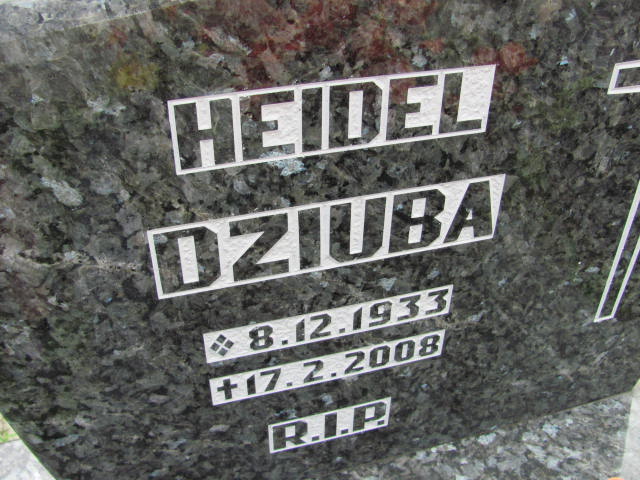 HEIDEL
DZIUBA
❖ 8.12.1933
+17.2.2008
R.I.P.